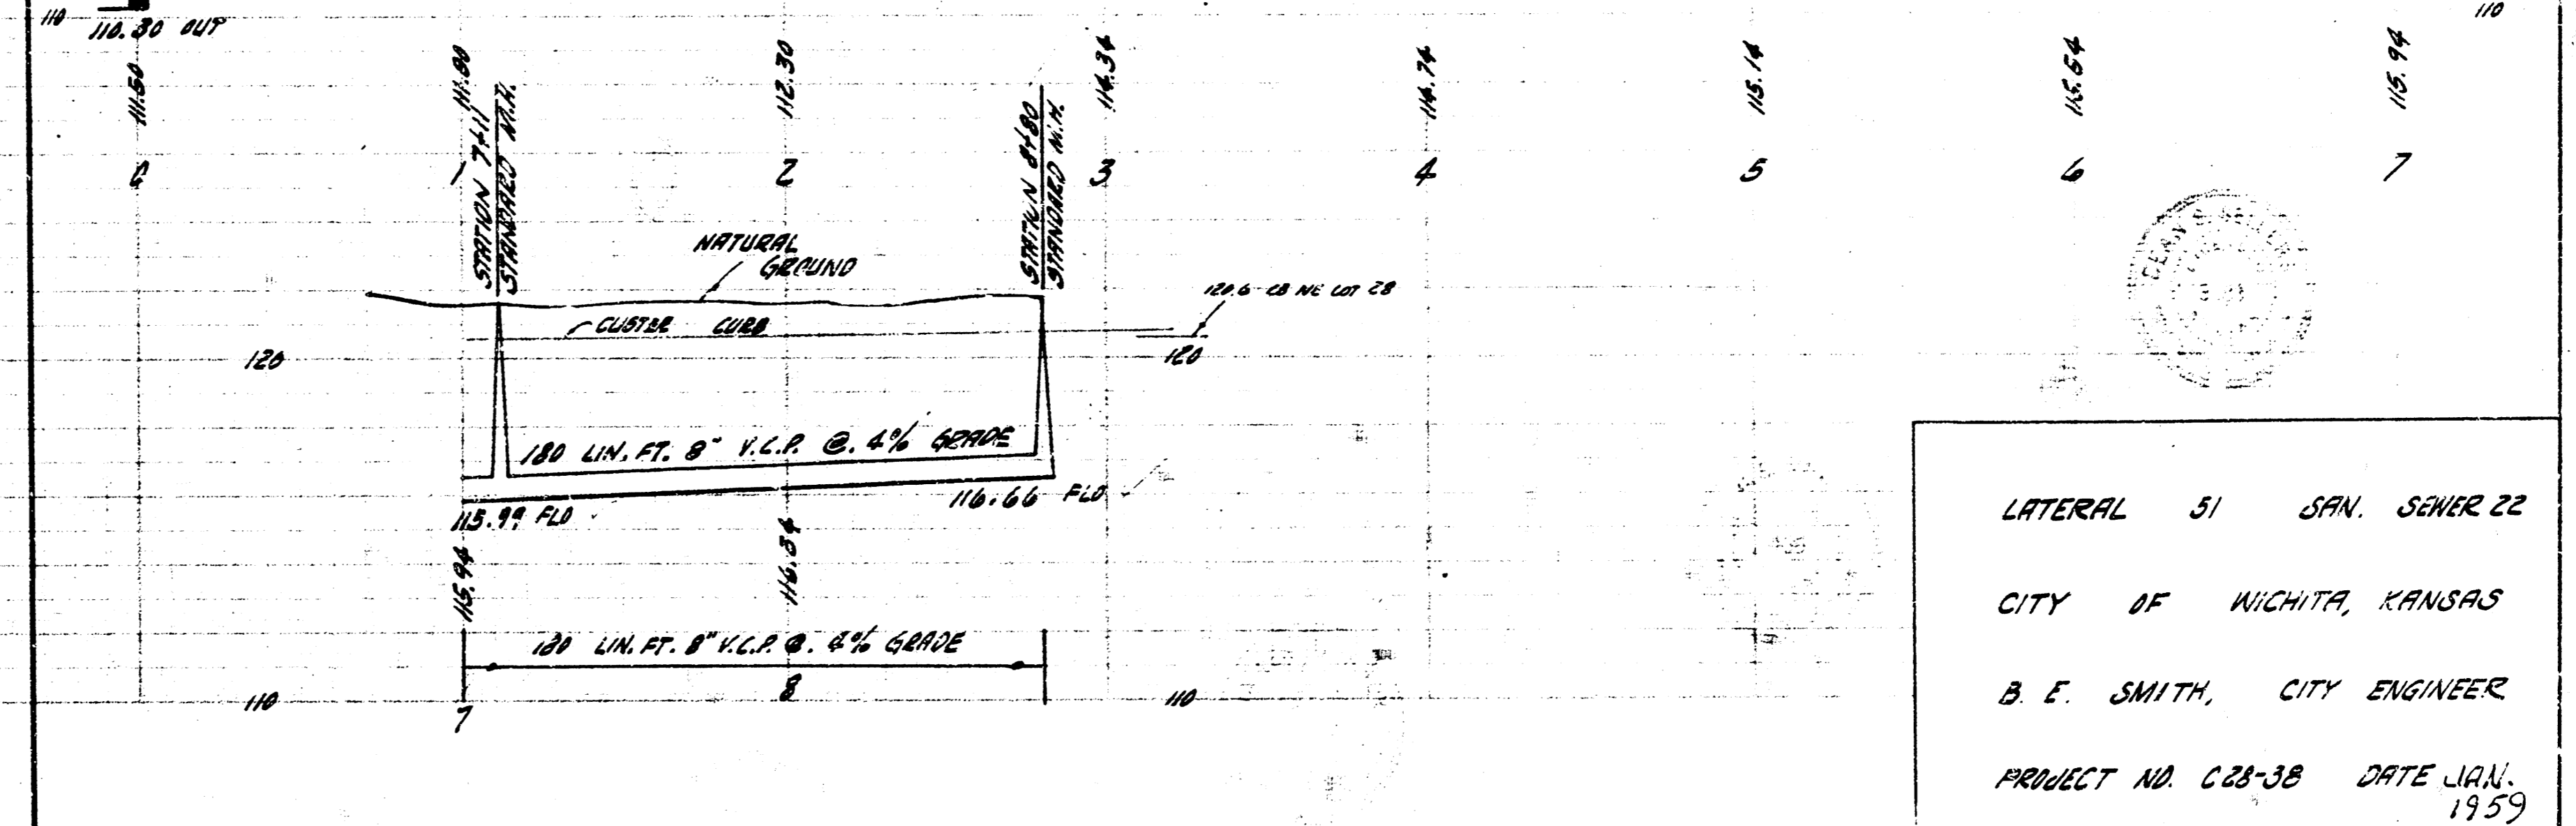 110
110
110.30 OUT
111.50
111.90
112.30
114.34
114.74
115.14
115.54
115.94
STATION 7+11
STANDARD M.H.
STATION 8+80
STANDARD M.H.
0 1 2 3 4 5 6 7
NATURAL
GROUND
120.6 CB NE LOT 28
CUSTER CURB
120
120
180 LIN. FT. 8" V.C.P. @ .4% GRADE
115.99 FLO
116.66 FLO
115.94
116.34
180 LIN. FT. 8" V.C.P. @ .4% GRADE
110
7
8
110
LATERAL 51 SAN. SEWER 22
CITY OF WICHITA, KANSAS
B. E. SMITH, CITY ENGINEER
PROJECT NO. C28-38 DATE JAN.
1959